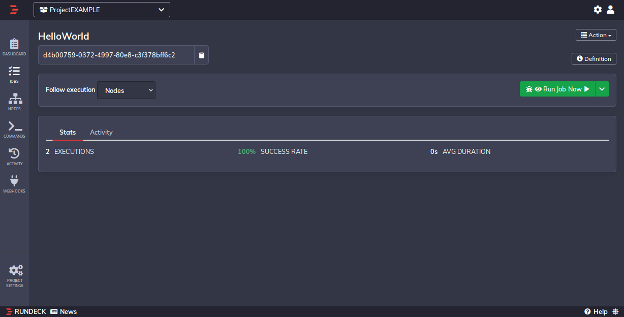 ProjectEXAMPLE
DASHBOARD
JOBS
NODES
COMMANDS
ACTIVITY
WEBHOOKS
PROJECT
SETTINGS
HelloWorld
Action
d4b00759-0372-4997-80e8-c3f378bff6c2
Definition
Follow execution Nodes
Run Job Now
Stats Activity
2 EXECUTIONS 100% SUCCESS RATE 0s AVG DURATION
RUNDECK News Help